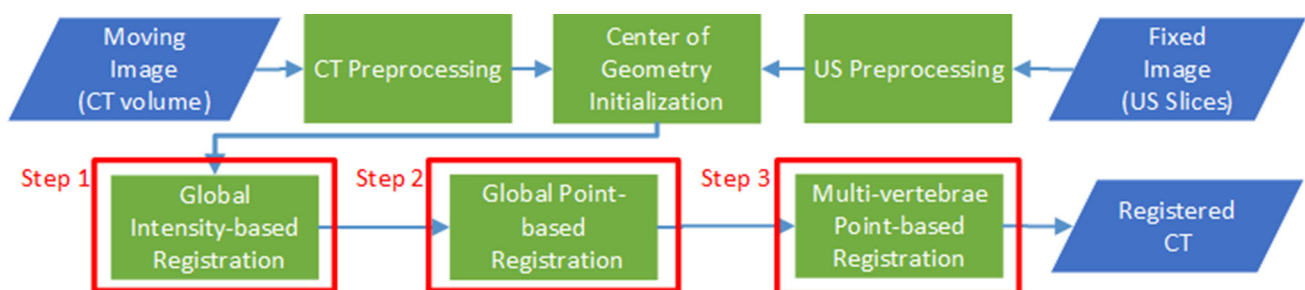 Moving
Image
(CT volume)
CT Preprocessing
Center of
Geometry
Initialization
US Preprocessing
Fixed
Image
(US Slices)
Step 1
Global
Intensity-based
Registration
Step 2
Global Point-
based
Registration
Step 3
Multi-vertebrae
Point-based
Registration
Registered
CT